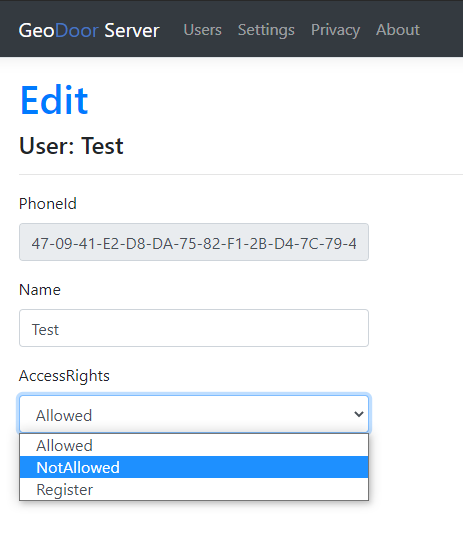 GeoDoor Server Users Settings Privacy About
Edit
User: Test
PhoneId
47-09-41-E2-D8-DA-75-82-F1-2B-D4-7C-79-4
Name
Test
AccessRights
Allowed
Allowed
NotAllowed
Register